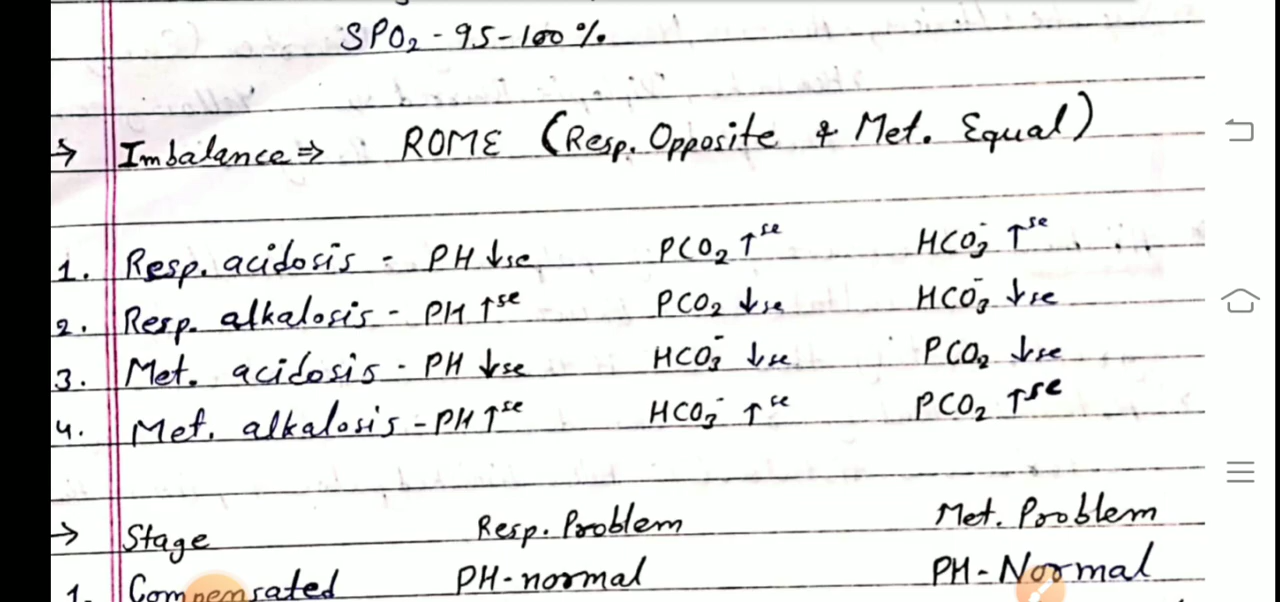 SPO₂ - 95-100 %.
→ Imbalance ⇒ ROME (Resp. Opposite & Met. Equal)
1. Resp. acidosis - PH ↓se PCO₂ ↑se HCO₃⁻ ↑se
2. Resp. alkalosis - PH ↑se PCO₂ ↓se HCO₃⁻ ↓se
3. Met. acidosis - PH ↓se HCO₃⁻ ↓se PCO₂ ↓se
4. Met. alkalosis - PH ↑se HCO₃⁻ ↑se PCO₂ ↑se
→ Stage Resp. Problem Met. Problem
1. Compensated PH-normal PH-Normal